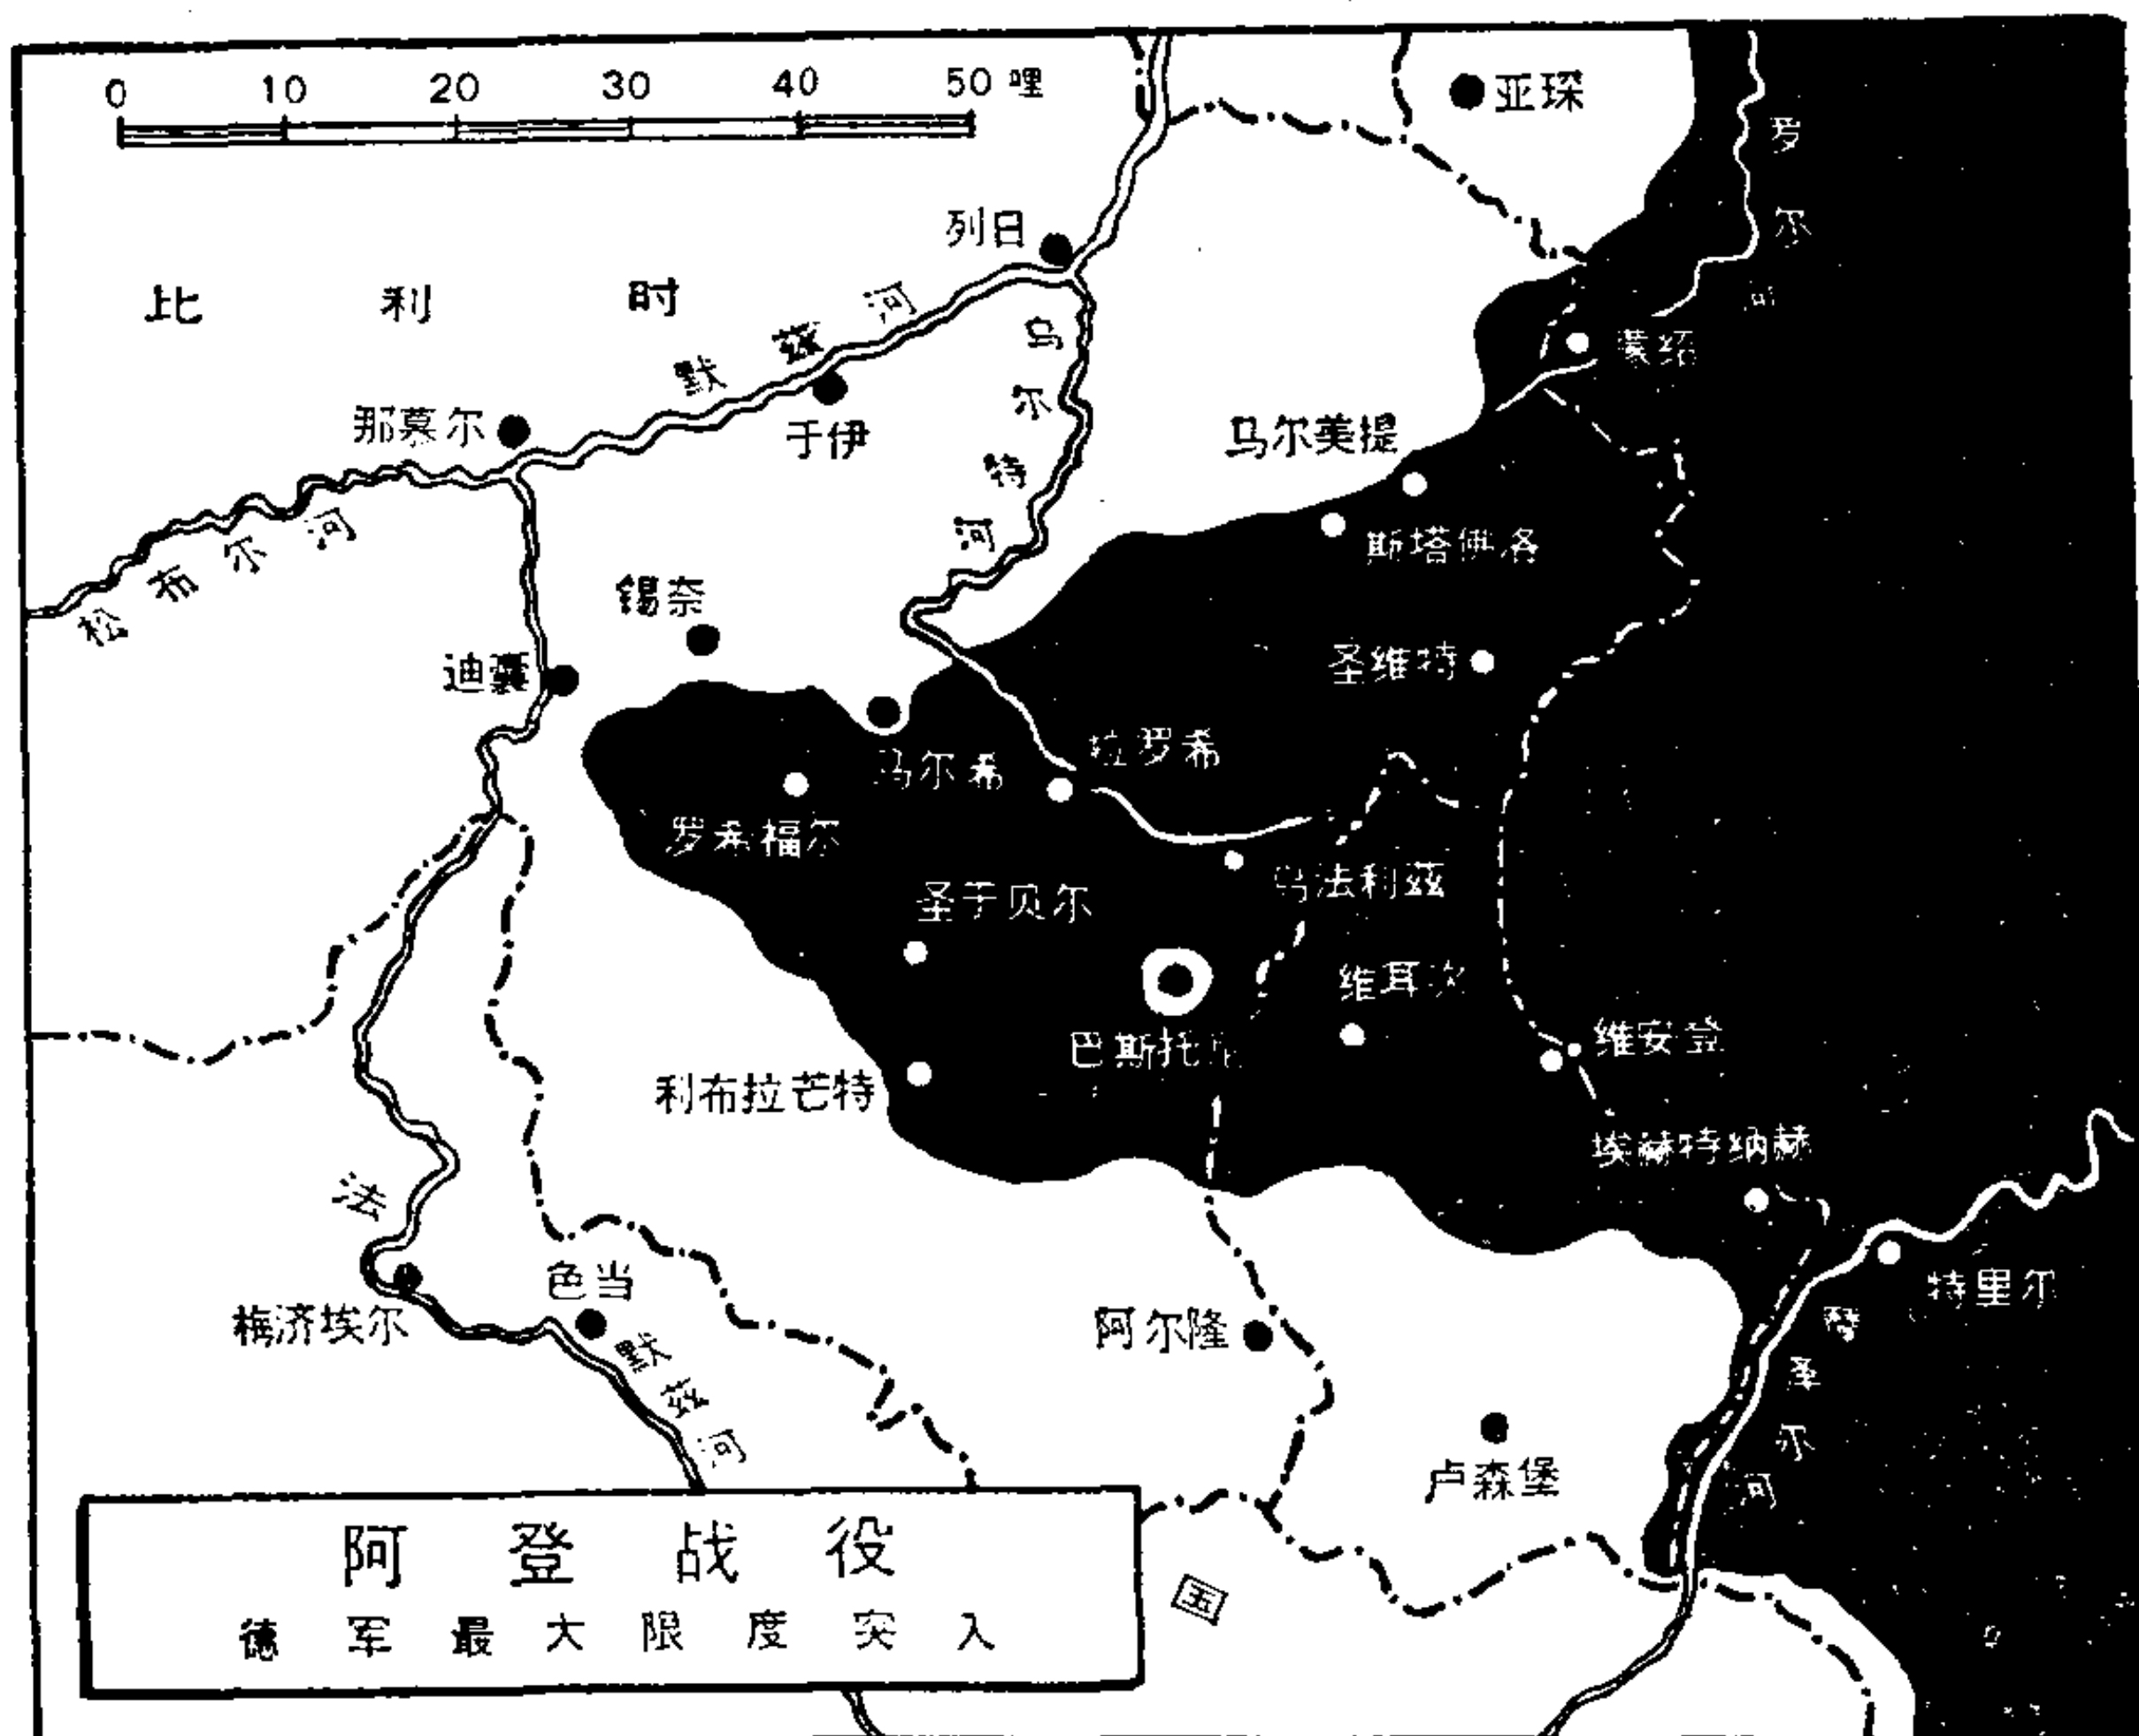 0 10 20 30 40 50 哩
亚琛
罗尔河
列日
比利时
默兹河
乌尔特河
蒙绍
那慕尔
于伊
马尔美提
松布尔河
斯塔佛洛
锡奈
迪囊
圣维特
拉罗希
马尔希
罗希福尔
乌法利兹
圣于贝尔
维耳次
巴斯托尼
维安登
利布拉芒特
埃赫特纳赫
法
特里尔
色当
梅济埃尔
阿尔隆
默兹河
摩泽尔河
卢森堡
国
阿登战役
德军最大限度突入